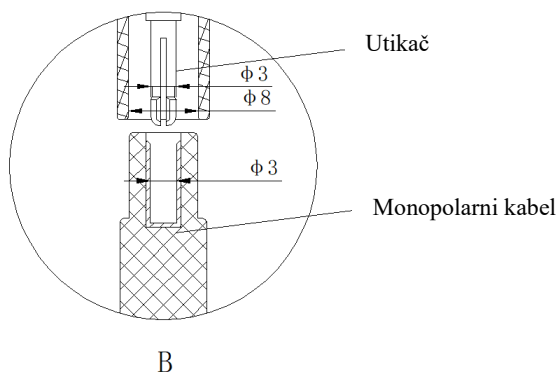 Utikač
φ3
φ8
φ3
Monopolarni kabel
B